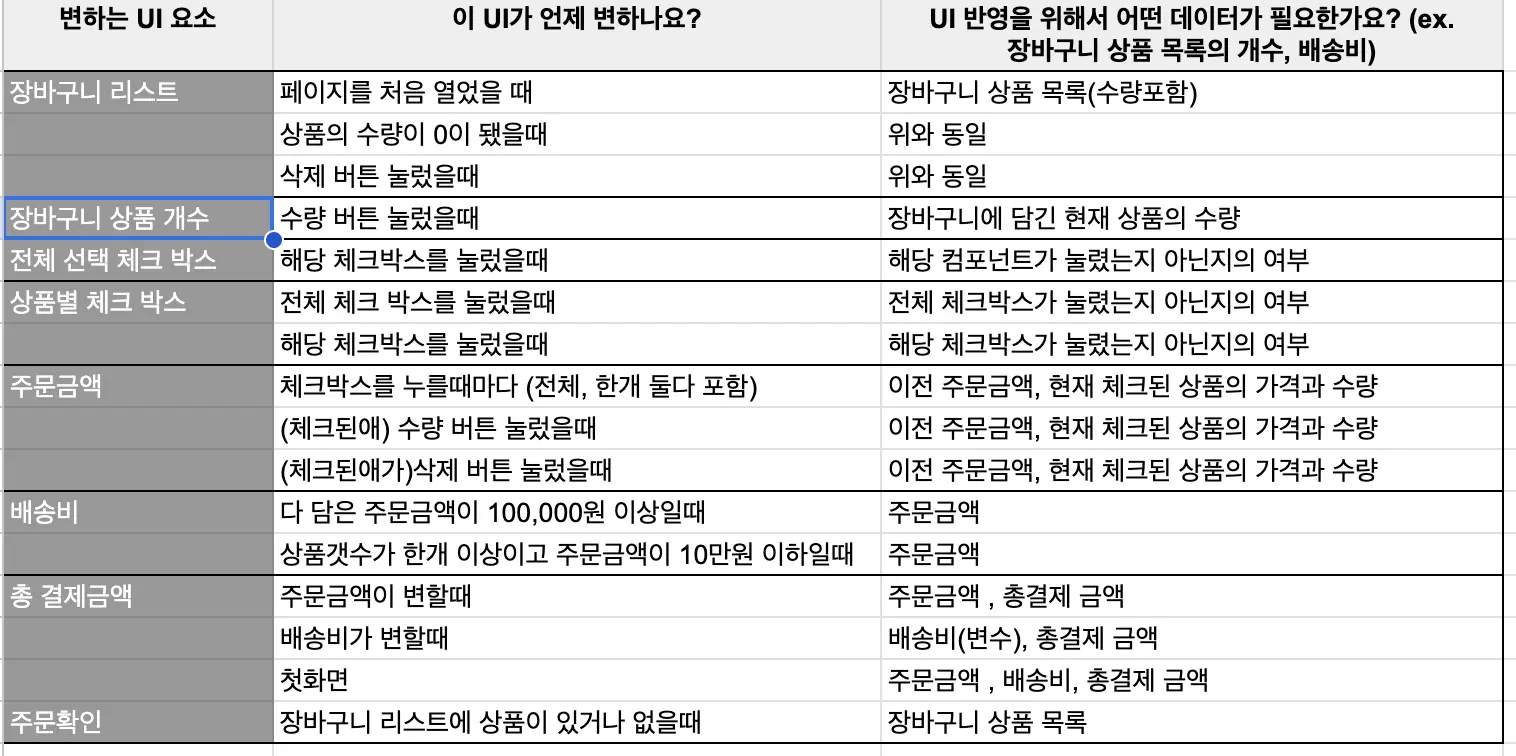 변하는 UI 요소
이 UI가 언제 변하나요?
UI 반영을 위해서 어떤 데이터가 필요한가요? (ex.
장바구니 상품 목록의 개수, 배송비)
장바구니 리스트
페이지를 처음 열었을 때
장바구니 상품 목록(수량포함)
상품의 수량이 0이 됐을때
위와 동일
삭제 버튼 눌렀을때
위와 동일
장바구니 상품 개수
수량 버튼 눌렀을때
장바구니에 담긴 현재 상품의 수량
전체 선택 체크 박스
해당 체크박스를 눌렀을때
해당 컴포넌트가 눌렸는지 아닌지의 여부
상품별 체크 박스
전체 체크 박스를 눌렀을때
전체 체크박스가 눌렸는지 아닌지의 여부
해당 체크박스를 눌렀을때
해당 체크박스가 눌렸는지 아닌지의 여부
주문금액
체크박스를 누를때마다 (전체, 한개 둘다 포함)
이전 주문금액, 현재 체크된 상품의 가격과 수량
(체크된애) 수량 버튼 눌렀을때
이전 주문금액, 현재 체크된 상품의 가격과 수량
(체크된애가)삭제 버튼 눌렀을때
이전 주문금액, 현재 체크된 상품의 가격과 수량
배송비
다 담은 주문금액이 100,000원 이상일때
주문금액
상품갯수가 한개 이상이고 주문금액이 10만원 이하일때
주문금액
총 결제금액
주문금액이 변할때
주문금액 , 총결제 금액
배송비가 변할때
배송비(변수), 총결제 금액
첫화면
주문금액 , 배송비, 총결제 금액
주문확인
장바구니 리스트에 상품이 있거나 없을때
장바구니 상품 목록